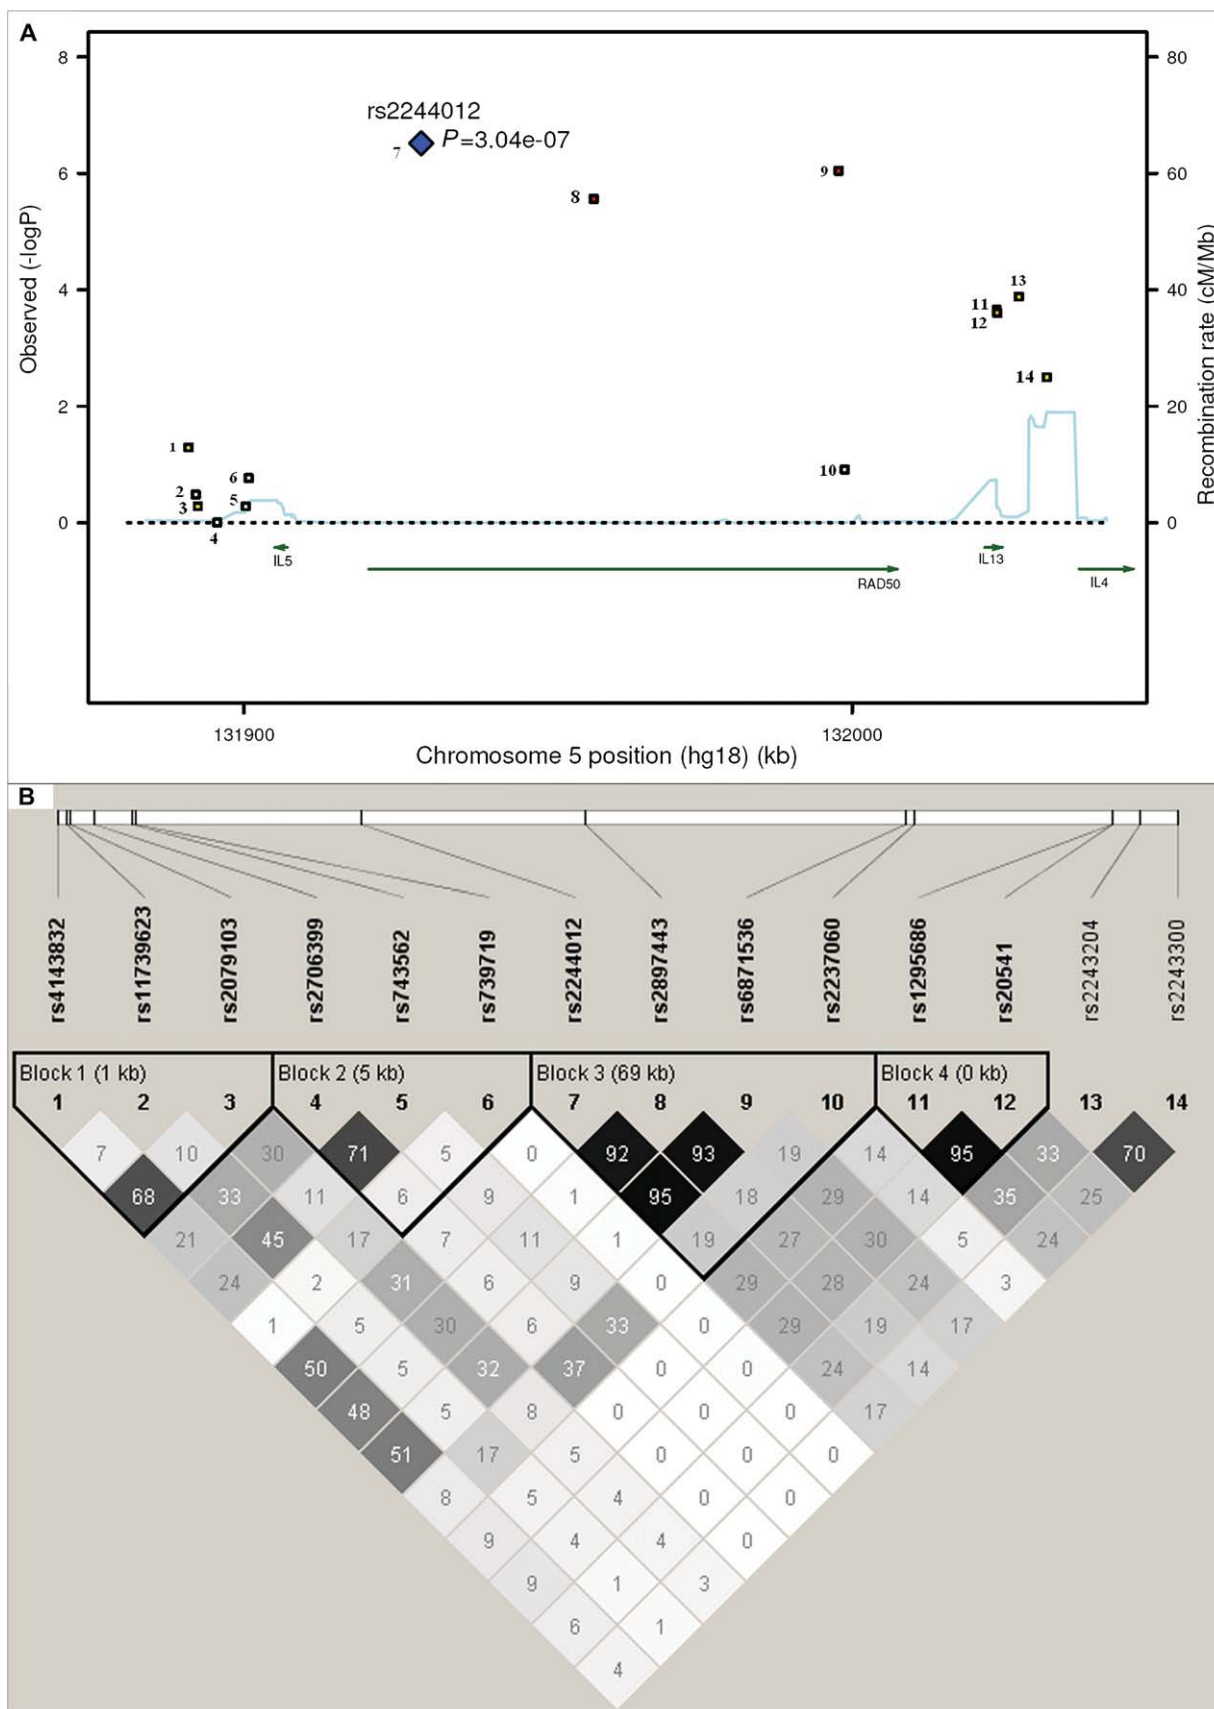 A
rs2244012
P=3.04e-07
8 80
7
6 60
9
8
Observed (-logP)
Recombination rate (cM/Mb)
4 40
13
11
12
14
2 20
1
6
10
2
5
3
0 0
4
IL5
IL13
RAD50
IL4
131900 132000
Chromosome 5 position (hg18) (kb)
B
rs4143832
rs11739623
rs2079103
rs2706399
rs743562
rs739719
rs2244012
rs2897443
rs6871536
rs2237060
rs1295686
rs20541
rs2243204
rs2243300
Block 1 (1 kb) Block 2 (5 kb) Block 3 (69 kb) Block 4 (0 kb)
1 2 3 4 5 6 7 8 9 10 11 12 13 14
7 10 30 71 5 0 92 93 19 14 95 33 70
68 33 11 6 9 1 95 18 29 14 35 25
21 45 17 7 11 1 19 27 30 5 24
24 2 31 6 9 0 29 28 24 3
1 5 30 6 33 0 29 19 17
50 5 32 37 0 0 24 14
48 5 8 0 0 0 17
51 17 5 0 0 0
8 5 4 0 0
9 4 4 0
9 1 3
6 1
4